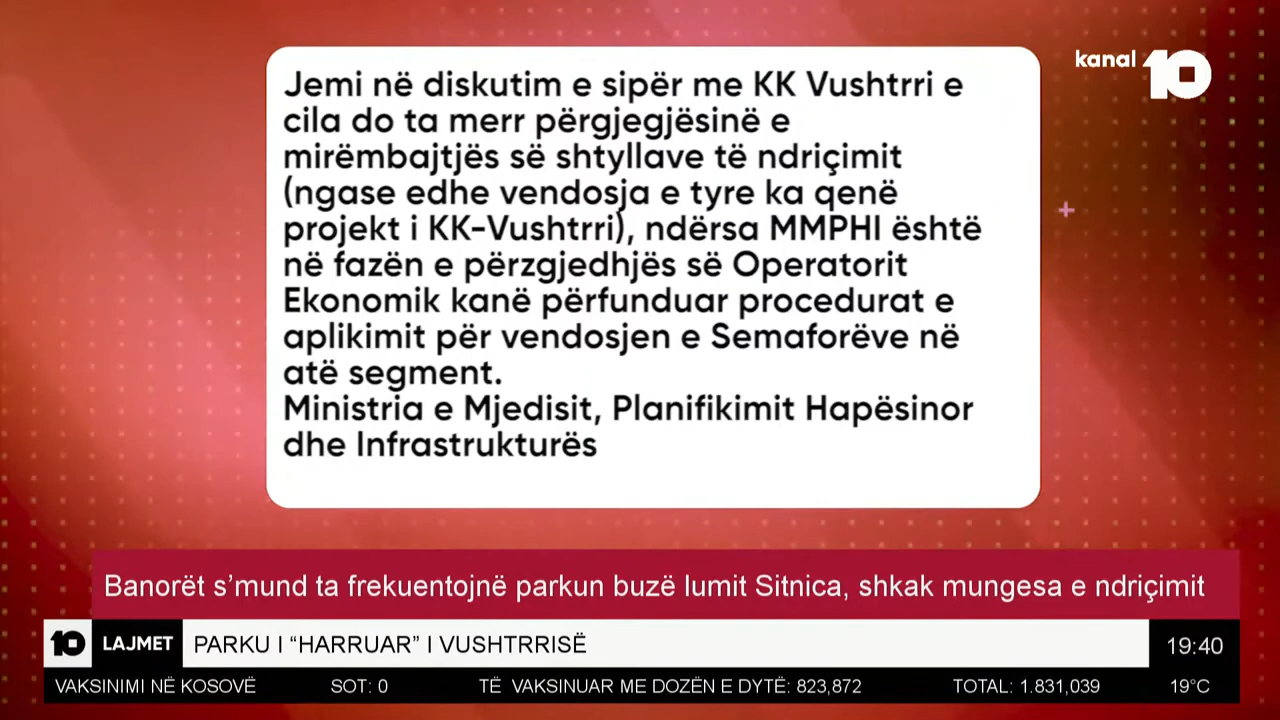 kanal 10
Jemi në diskutim e sipër me KK Vushtrri e
cila do ta merr përgjegjësinë e
mirëmbajtjës së shtyllave të ndriçimit
(ngase edhe vendosja e tyre ka qenë
projekt i KK-Vushtrri), ndërsa MMPHI është
në fazën e përzgjedhjës së Operatorit
Ekonomik kanë përfunduar procedurat e
aplikimit për vendosjen e Semaforëve në
atë segment.
Ministria e Mjedisit, Planifikimit Hapësinor
dhe Infrastrukturës
Banorët s’mund ta frekuentojnë parkun buzë lumit Sitnica, shkak mungesa e ndriçimit
10 LAJMET PARKU I “HARRUAR” I VUSHTRRISË 19:40
VAKSINIMI NË KOSOVË SOT: 0 TË VAKSINUAR ME DOZËN E DYTË: 823,872 TOTAL: 1.831,039 19°C